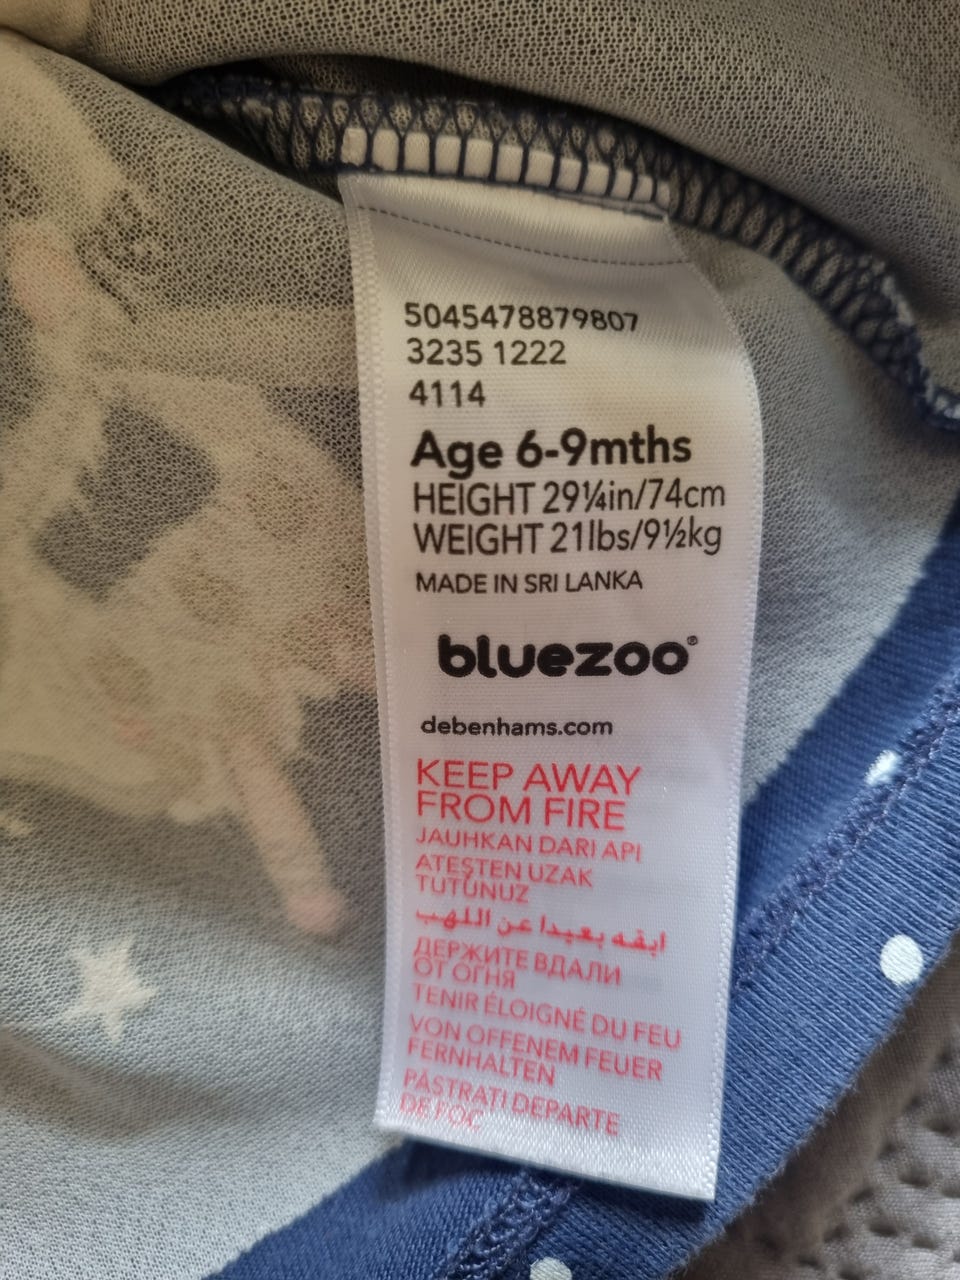 5045478879807
3235 1222
4114
Age 6-9mths
HEIGHT 29¼in/74cm
WEIGHT 21lbs/9½kg
MADE IN SRI LANKA
bluezoo®
debenhams.com
KEEP AWAY
FROM FIRE
JAUHKAN DARI API
ATEŞTEN UZAK
TUTUNUZ
ابقه بعيدا عن اللهب
ДЕРЖИТЕ ВДАЛИ
ОТ ОГНЯ
TENIR ÉLOIGNÉ DU FEU
VON OFFENEM FEUER
FERNHALTEN
PĂSTRATI DEPARTE
DE FOC